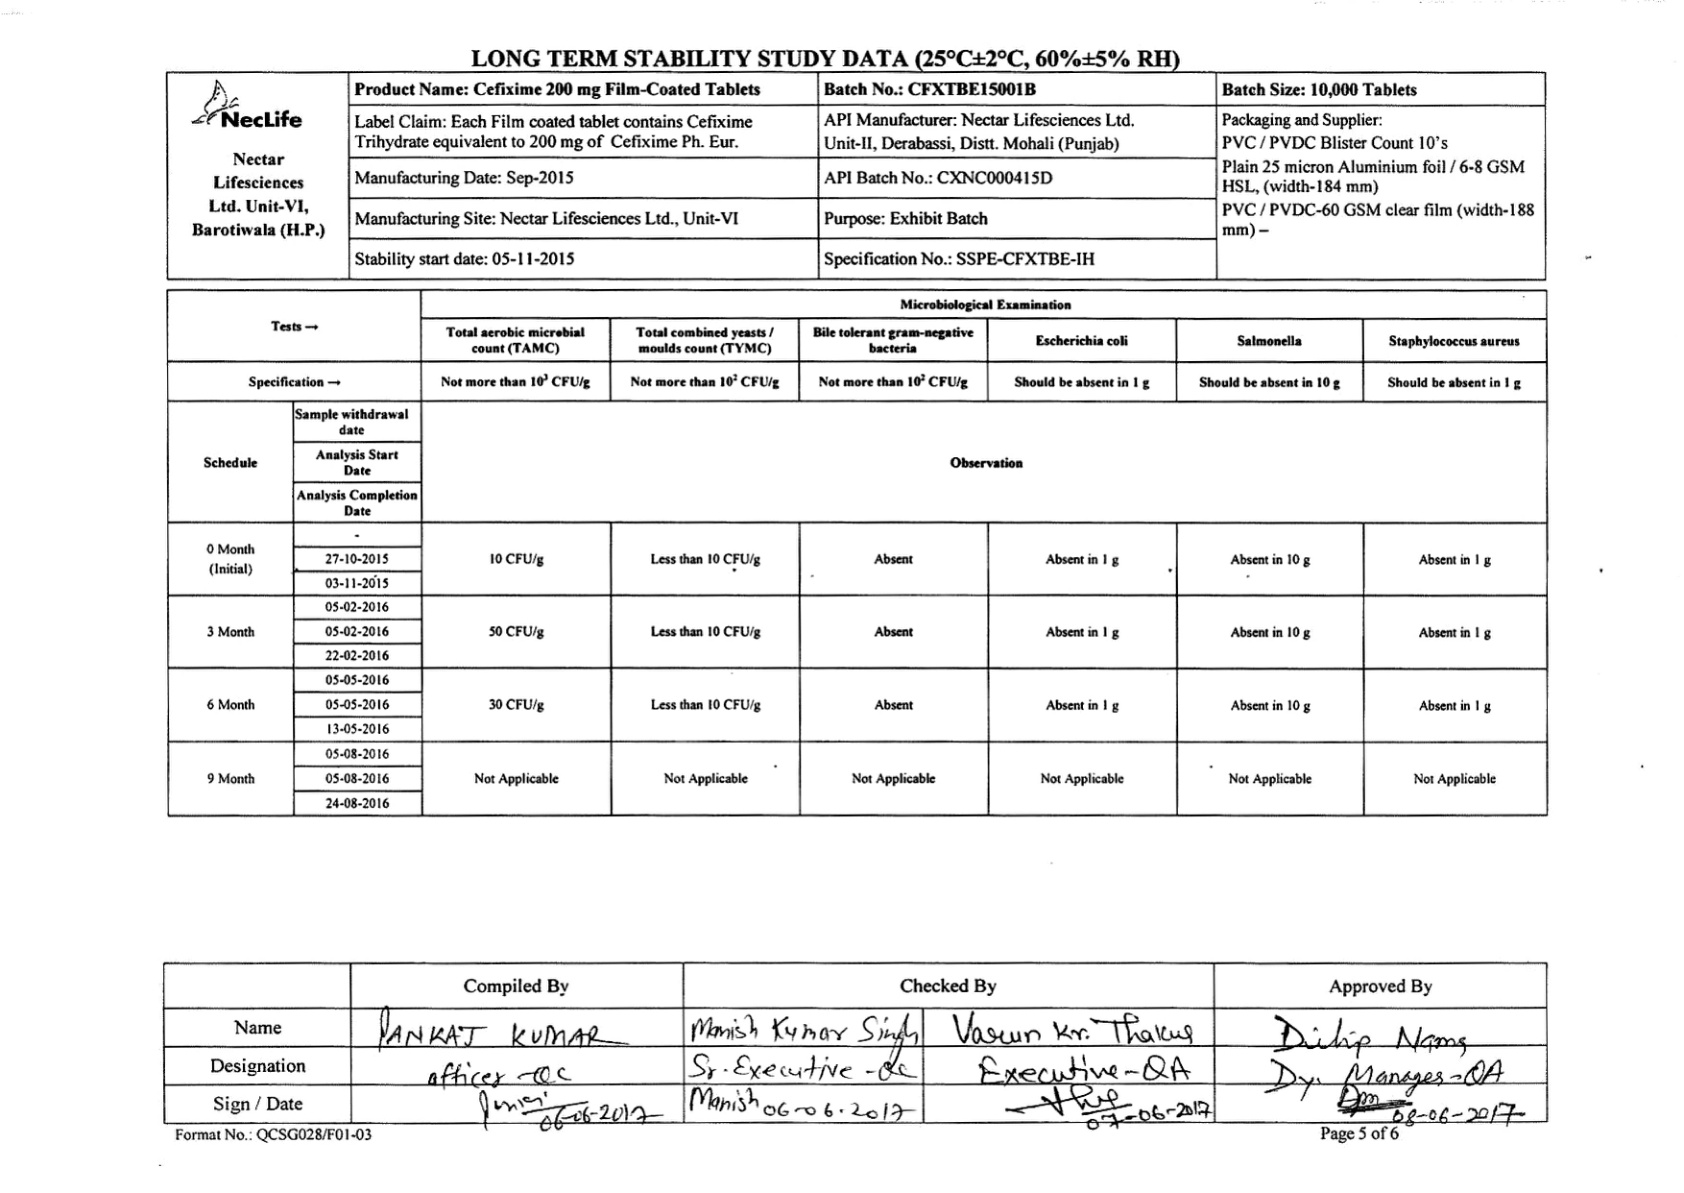 LONG TERM STABILITY STUDY DATA (25°C±2°C, 60%±5% RH)
NecLife
Nectar
Lifesciences
Ltd. Unit-VI,
Barotiwala (H.P.)
Product Name: Cefixime 200 mg Film-Coated Tablets
Batch No.: CFXTBE15001B
Batch Size: 10,000 Tablets
Label Claim: Each Film coated tablet contains Cefixime
Trihydrate equivalent to 200 mg of Cefixime Ph. Eur.
API Manufacturer: Nectar Lifesciences Ltd.
Unit-II, Derabassi, Distt. Mohali (Punjab)
Packaging and Supplier:
PVC / PVDC Blister Count 10's
Plain 25 micron Aluminium foil / 6-8 GSM
HSL, (width-184 mm)
PVC / PVDC-60 GSM clear film (width-188
mm) –
Manufacturing Date: Sep-2015
API Batch No.: CXNC000415D
Manufacturing Site: Nectar Lifesciences Ltd., Unit-VI
Purpose: Exhibit Batch
Stability start date: 05-11-2015
Specification No.: SSPE-CFXTBE-IH
Tests →
Microbiological Examination
Total aerobic microbial
count (TAMC)
Total combined yeasts /
moulds count (TYMC)
Bile tolerant gram-negative
bacteria
Escherichia coli
Salmonella
Staphylococcus aureus
Specification →
Not more than 10³ CFU/g
Not more than 10² CFU/g
Not more than 10² CFU/g
Should be absent in 1 g
Should be absent in 10 g
Should be absent in 1 g
Schedule
Sample withdrawal
date
Analysis Start
Date
Analysis Completion
Date
Observation
0 Month
(Initial)
-
27-10-2015
03-11-2015
10 CFU/g
Less than 10 CFU/g
Absent
Absent in 1 g
Absent in 10 g
Absent in 1 g
3 Month
05-02-2016
05-02-2016
22-02-2016
50 CFU/g
Less than 10 CFU/g
Absent
Absent in 1 g
Absent in 10 g
Absent in 1 g
6 Month
05-05-2016
05-05-2016
13-05-2016
30 CFU/g
Less than 10 CFU/g
Absent
Absent in 1 g
Absent in 10 g
Absent in 1 g
9 Month
05-08-2016
05-08-2016
24-08-2016
Not Applicable
Not Applicable
Not Applicable
Not Applicable
Not Applicable
Not Applicable
Compiled By
Checked By
Approved By
Name
PANKAJ KUMAR
Manish Kumar Singh
Varun Kr. Thakur
Dilip Nama
Designation
officer -QC
Sr. Executive -QC
Executive-QA
Dy. Manager-QA
Sign / Date
06-06-2017
Manish 06-06-2017
07-06-2017
08-06-2017
Format No.: QCSG028/F01-03
Page 5 of 6